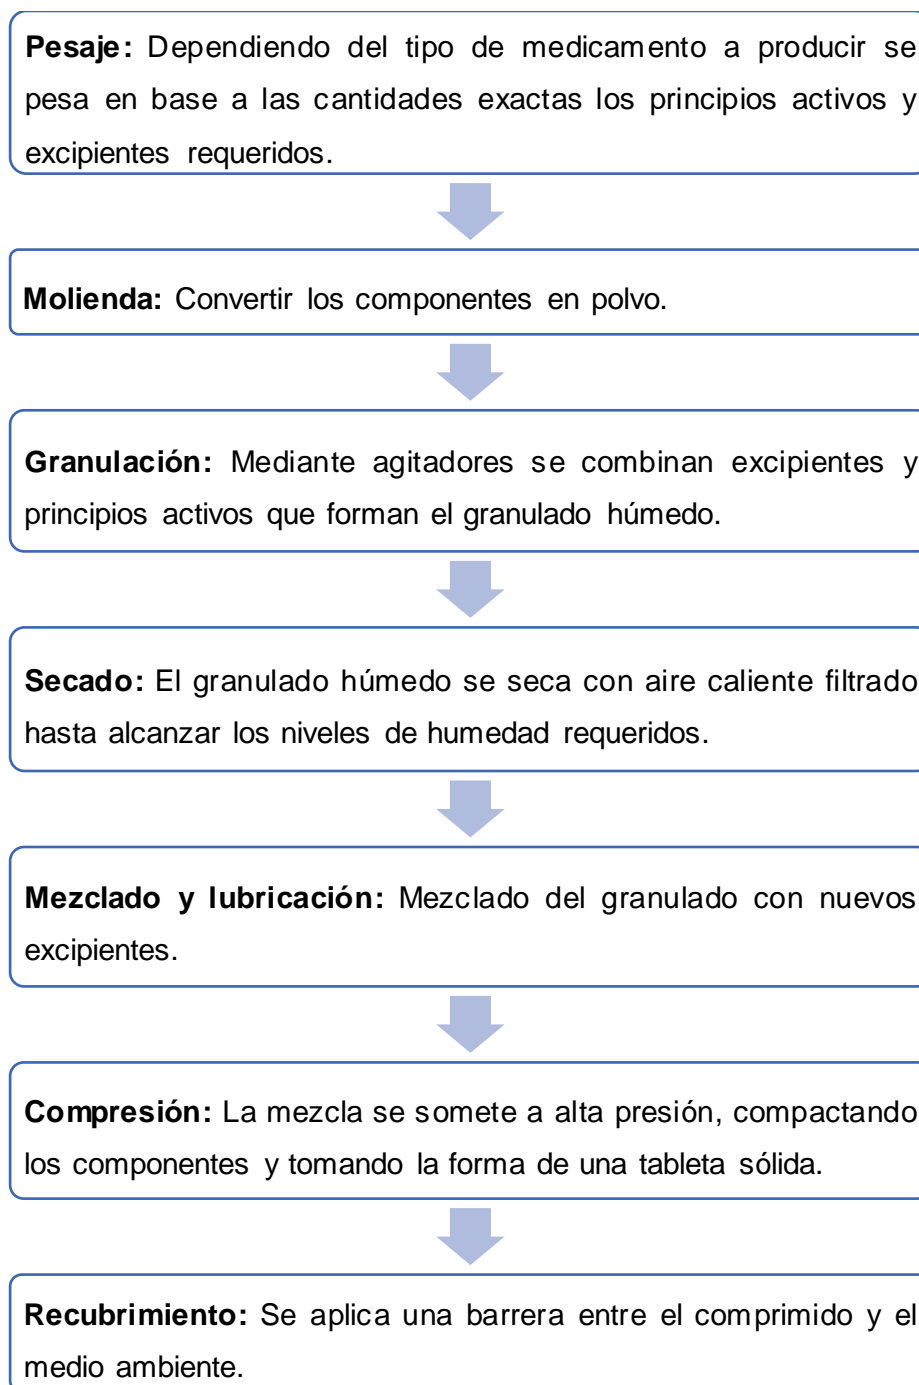 Pesaje: Dependiendo del tipo de medicamento a producir se
pesa en base a las cantidades exactas los principios activos y
excipientes requeridos.
Molienda: Convertir los componentes en polvo.
Granulación: Mediante agitadores se combinan excipientes y
principios activos que forman el granulado húmedo.
Secado: El granulado húmedo se seca con aire caliente filtrado
hasta alcanzar los niveles de humedad requeridos.
Mezclado y lubricación: Mezclado del granulado con nuevos
excipientes.
Compresión: La mezcla se somete a alta presión, compactando
los componentes y tomando la forma de una tableta sólida.
Recubrimiento: Se aplica una barrera entre el comprimido y el
medio ambiente.